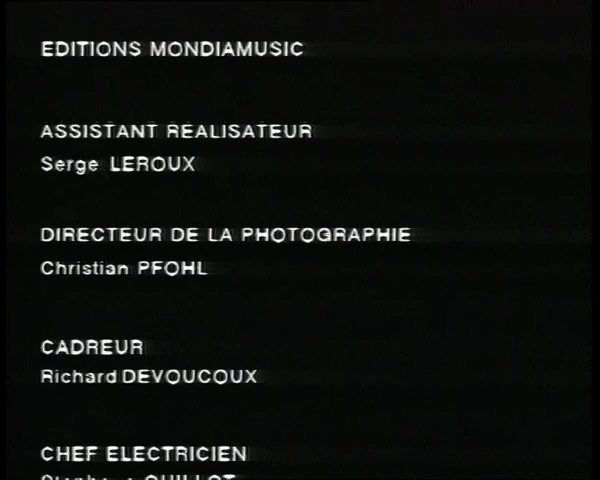 EDITIONS MONDIAMUSIC
ASSISTANT REALISATEUR
Serge LEROUX
DIRECTEUR DE LA PHOTOGRAPHIE
Christian PFOHL
CADREUR
Richard DEVOUCOUX
CHEF ELECTRICIEN